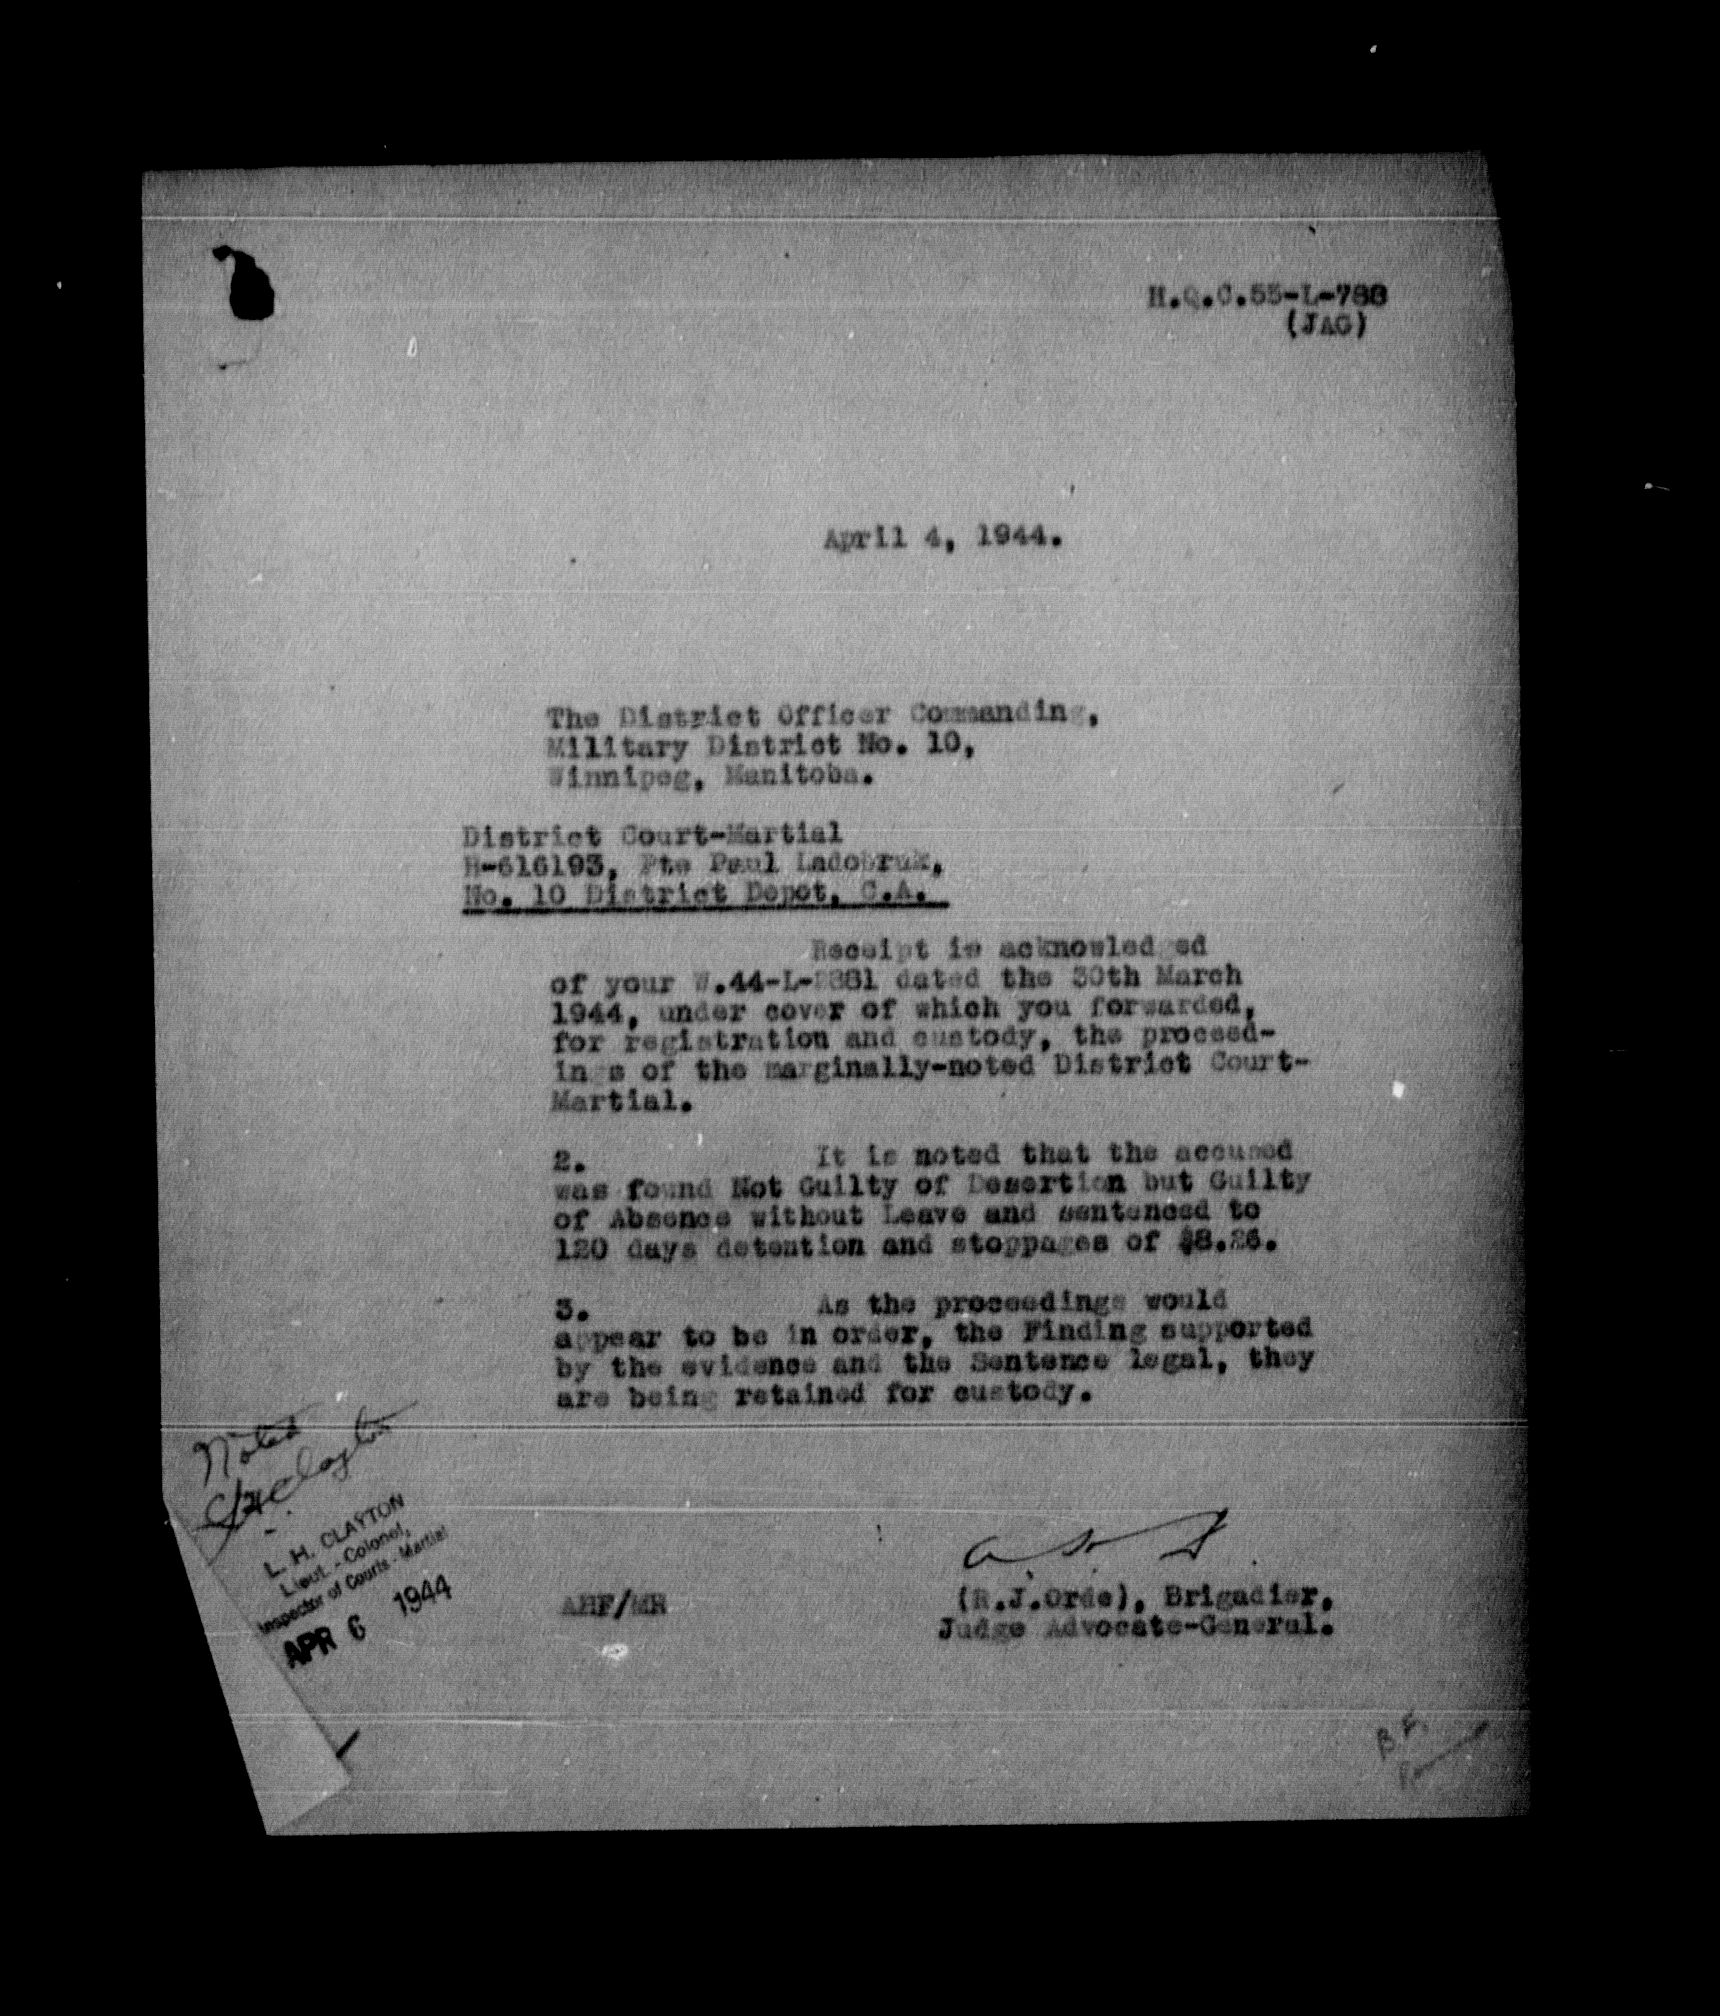 H.Q.C.55-L-788
(JAG)
April 4, 1944.
The District Officer Commanding,
Military District No. 10,
Winnipeg, Manitoba.
District Court-Martial
H-616193, Pte Paul Ladobruk,
No. 10 District Depot, C.A.
Receipt is acknowledged
of your W.44-L-2881 dated the 30th March
1944, under cover of which you forwarded,
for registration and custody, the proceed-
ings of the marginally-noted District Court-
Martial.
2. It is noted that the accused
was found Not Guilty of Desertion but Guilty
of Absence without Leave and sentenced to
120 days detention and stoppages of $8.26.
3. As the proceedings would
appear to be in order, the Finding supported
by the evidence and the Sentence legal, they
are being retained for custody.
Noted
LHClayton
L. H. CLAYTON
Lieut. - Colonel,
Inspector of Courts - Martial
APR 6 1944
AHF/MR
(R.J.Orde), Brigadier,
Judge Advocate-General.
B.F.